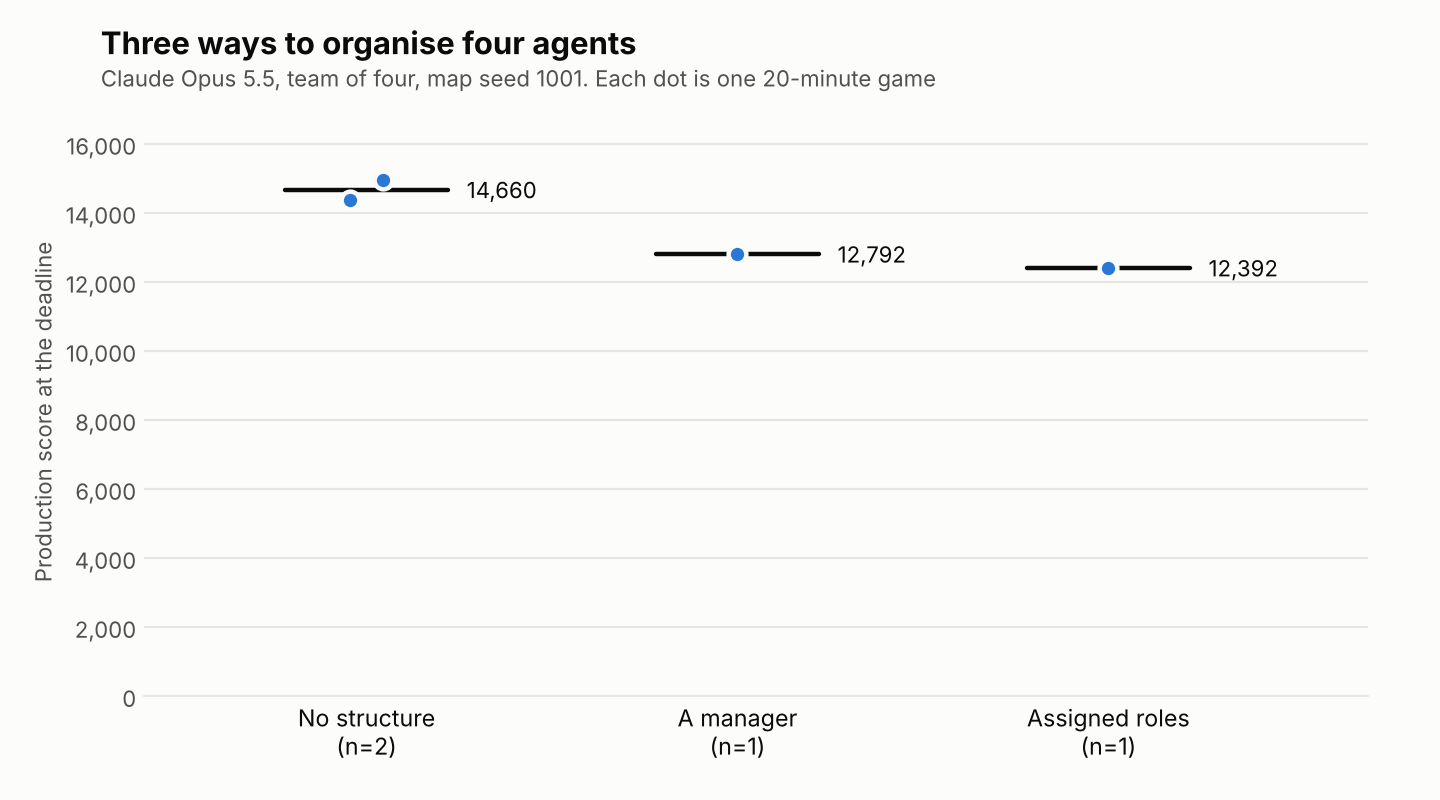 Three ways to organise four agents
Claude Opus 5.5, team of four, map seed 1001. Each dot is one 20-minute game
Production score at the deadline
16,000
14,000
12,000
10,000
8,000
6,000
4,000
2,000
0
14,660
12,792
12,392
No structure
(n=2)
A manager
(n=1)
Assigned roles
(n=1)